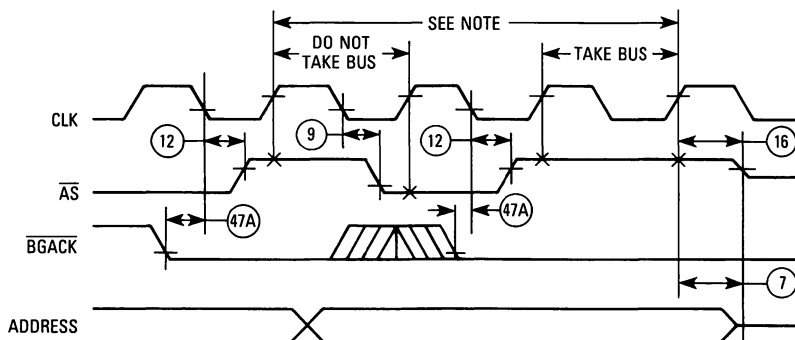 SEE NOTE
DO NOT
TAKE BUS
TAKE BUS
CLK
12
9
12
16
AS
47A
47A
BGACK
7
ADDRESS